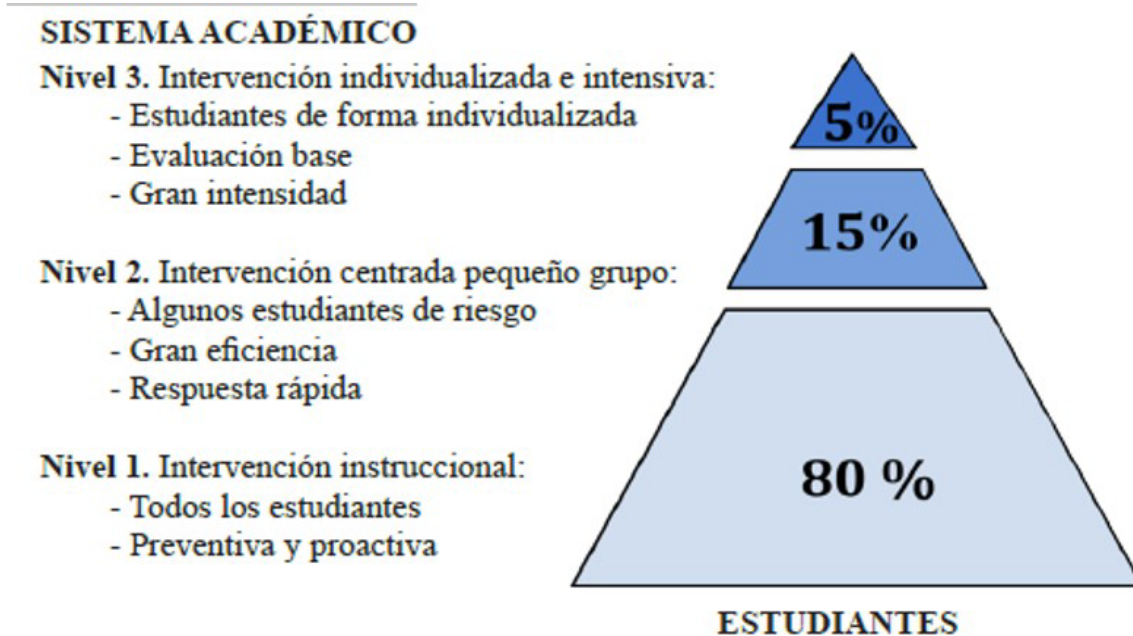 SISTEMA ACADÉMICO
Nivel 3. Intervención individualizada e intensiva:
- Estudiantes de forma individualizada
- Evaluación base
- Gran intensidad
Nivel 2. Intervención centrada pequeño grupo:
- Algunos estudiantes de riesgo
- Gran eficiencia
- Respuesta rápida
Nivel 1. Intervención instruccional:
- Todos los estudiantes
- Preventiva y proactiva
5%
15%
80 %
ESTUDIANTES